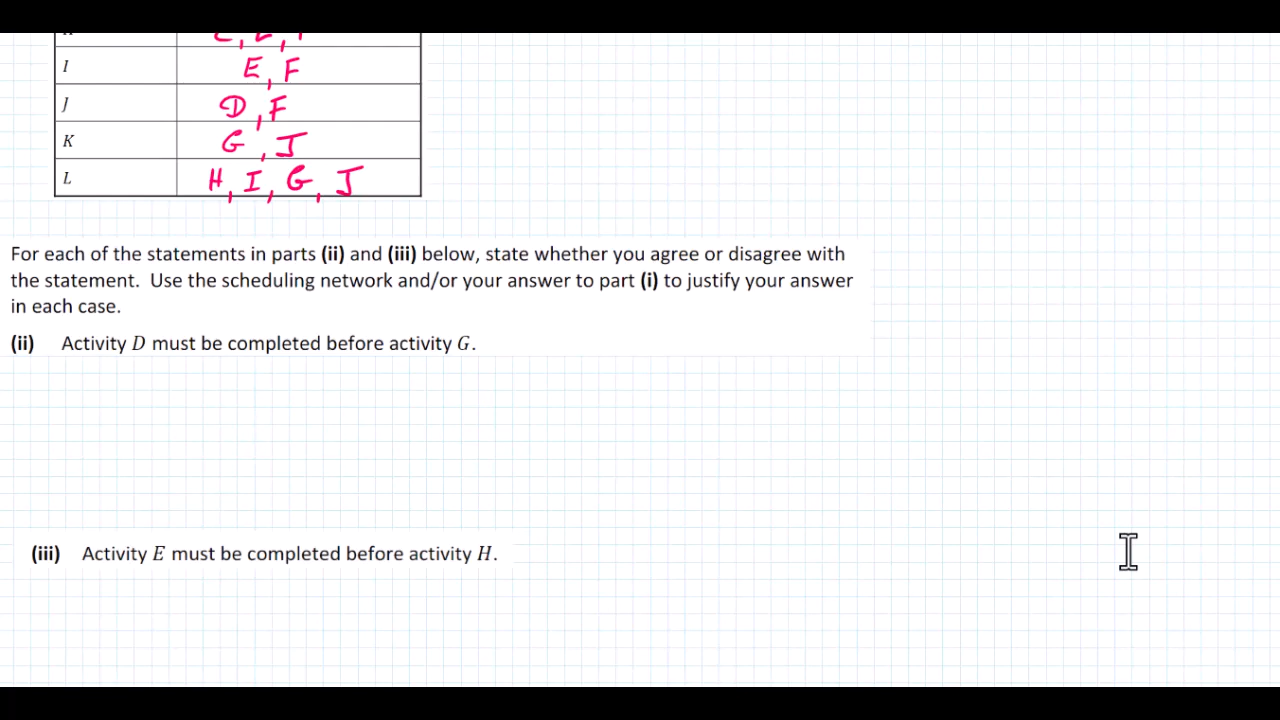 I E, F
J D, F
K G, J
L H, I, G, J
For each of the statements in parts (ii) and (iii) below, state whether you agree or disagree with
the statement. Use the scheduling network and/or your answer to part (i) to justify your answer
in each case.
(ii) Activity D must be completed before activity G.
(iii) Activity E must be completed before activity H.